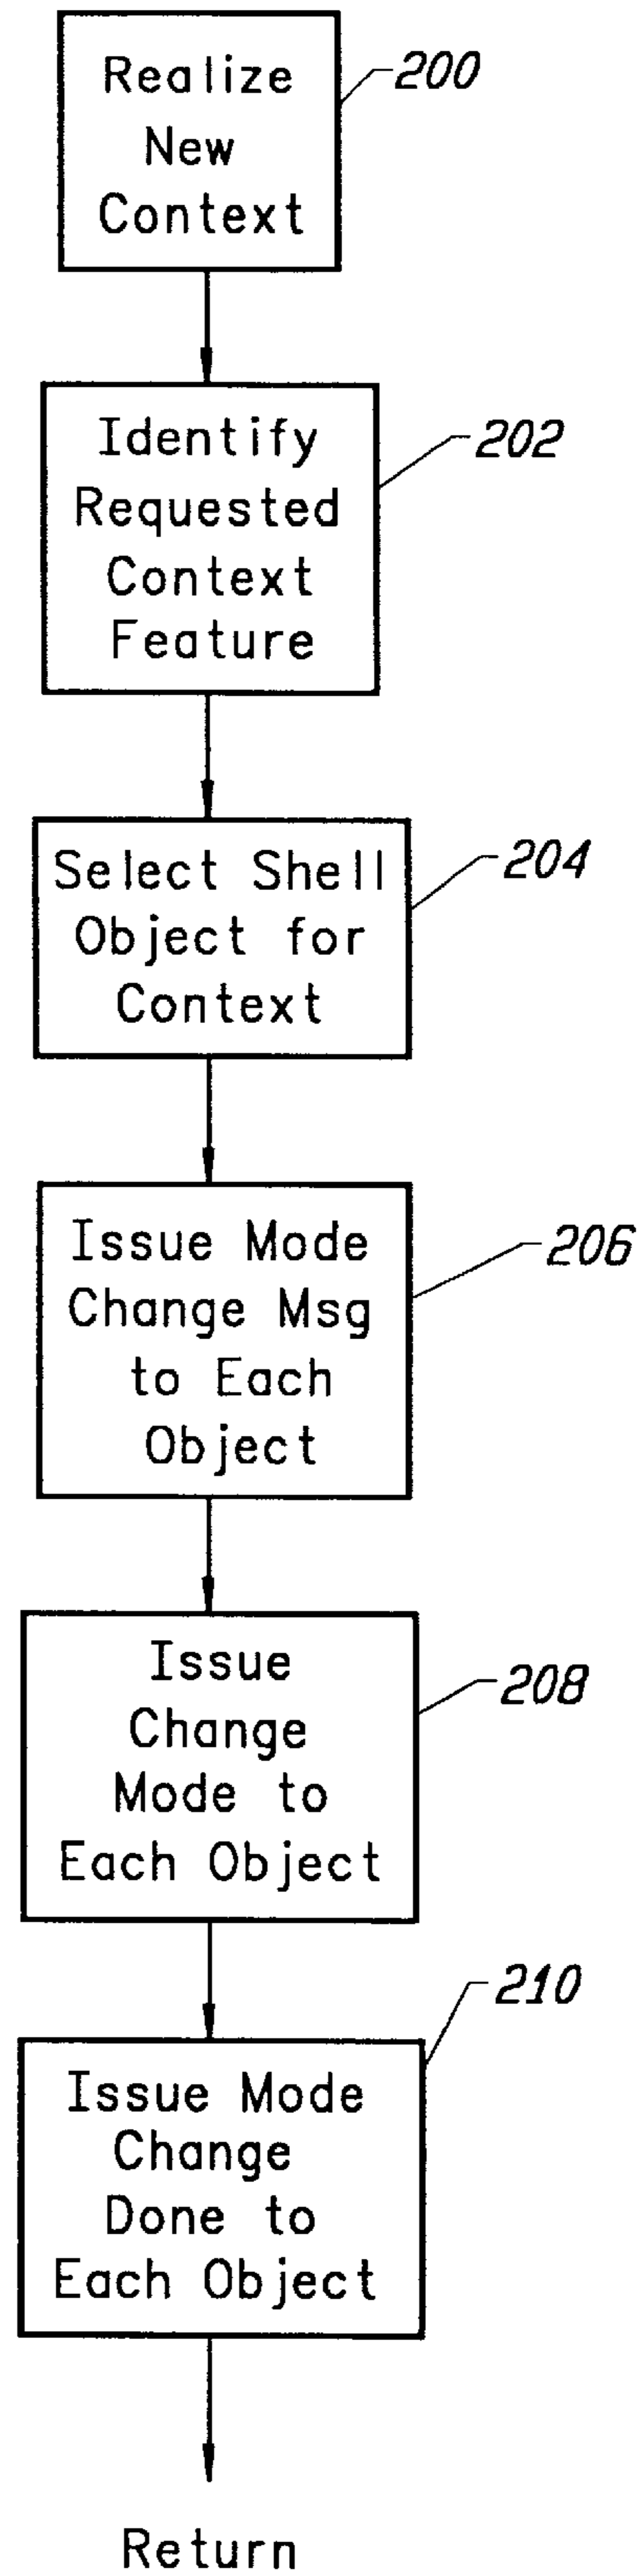 Realize
New
Context
200
Identify
Requested
Context
Feature
202
Select Shell
Object for
Context
204
Issue Mode
Change Msg
to Each
Object
206
Issue
Change
Mode to
Each Object
208
Issue Mode
Change
Done to
Each Object
210
Return